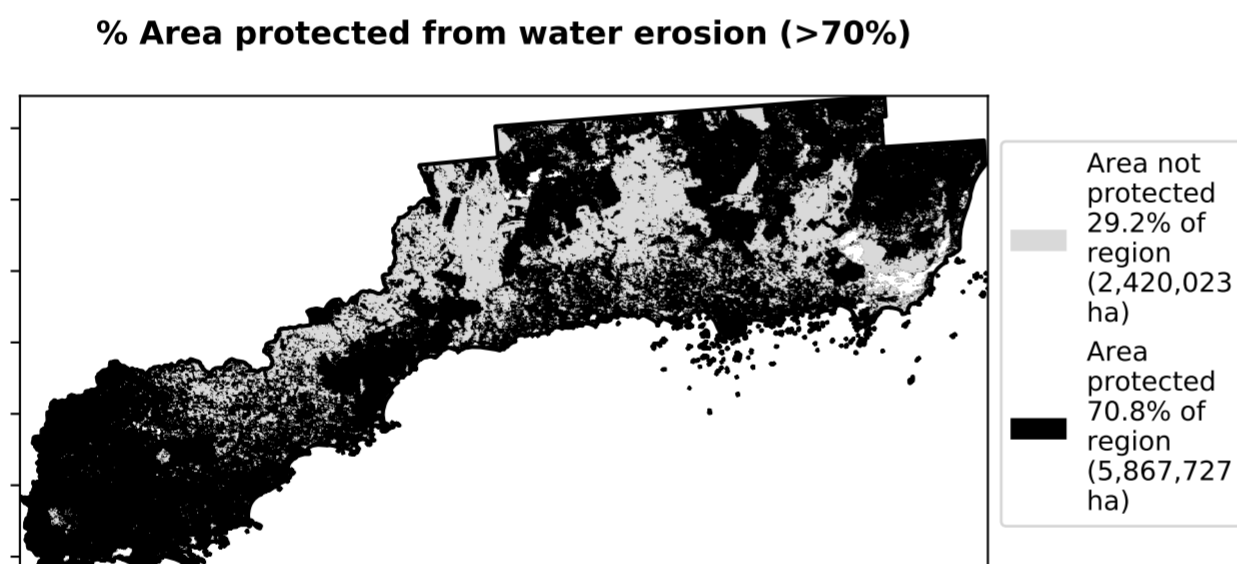 % Area protected from water erosion (>70%)
Area not
protected
29.2% of
region
(2,420,023
ha)
Area
protected
70.8% of
region
(5,867,727
ha)